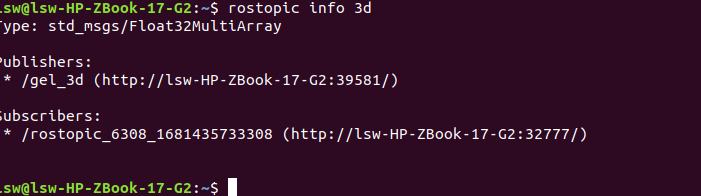 lsw@lsw-HP-ZBook-17-G2:~$ rostopic info 3d
Type: std_msgs/Float32MultiArray
Publishers:
* /gel_3d (http://lsw-HP-ZBook-17-G2:39581/)
Subscribers:
* /rostopic_6308_1681435733308 (http://lsw-HP-ZBook-17-G2:32777/)
lsw@lsw-HP-ZBook-17-G2:~$